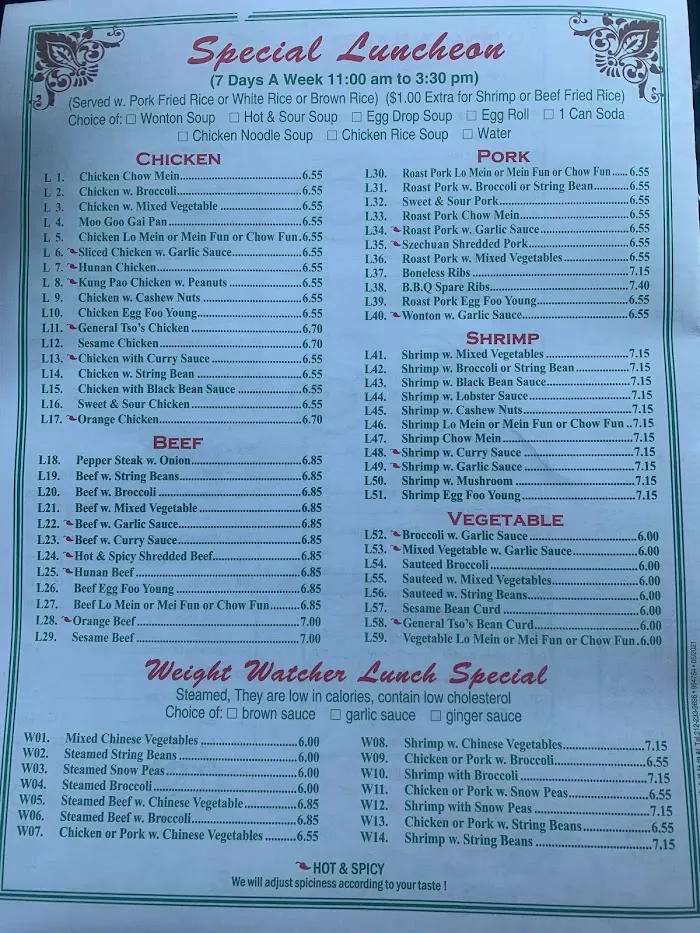 Special Luncheon
(7 Days A Week 11:00 am to 3:30 pm)
(Served w. Pork Fried Rice or White Rice or Brown Rice) ($1.00 Extra for Shrimp or Beef Fried Rice)
Choice of: □ Wonton Soup □ Hot & Sour Soup □ Egg Drop Soup □ Egg Roll □ 1 Can Soda
□ Chicken Noodle Soup □ Chicken Rice Soup □ Water
CHICKEN
L 1. Chicken Chow Mein 6.55
L 2. Chicken w. Broccoli 6.55
L 3. Chicken w. Mixed Vegetable 6.55
L 4. Moo Goo Gai Pan 6.55
L 5. Chicken Lo Mein or Mein Fun or Chow Fun 6.55
L 6. Sliced Chicken w. Garlic Sauce 6.55
L 7. Hunan Chicken 6.55
L 8. Kung Pao Chicken w. Peanuts 6.55
L 9. Chicken w. Cashew Nuts 6.55
L10. Chicken Egg Foo Young 6.55
L11. General Tso's Chicken 6.70
L12. Sesame Chicken 6.70
L13. Chicken with Curry Sauce 6.55
L14. Chicken w. String Bean 6.55
L15. Chicken with Black Bean Sauce 6.55
L16. Sweet & Sour Chicken 6.55
L17. Orange Chicken 6.70
BEEF
L18. Pepper Steak w. Onion 6.85
L19. Beef w. String Beans 6.85
L20. Beef w. Broccoli 6.85
L21. Beef w. Mixed Vegetable 6.85
L22. Beef w. Garlic Sauce 6.85
L23. Beef w. Curry Sauce 6.85
L24. Hot & Spicy Shredded Beef 6.85
L25. Hunan Beef 6.85
L26. Beef Egg Foo Young 6.85
L27. Beef Lo Mein or Mei Fun or Chow Fun 6.85
L28. Orange Beef 7.00
L29. Sesame Beef 7.00
PORK
L30. Roast Pork Lo Mein or Mein Fun or Chow Fun 6.55
L31. Roast Pork w. Broccoli or String Bean 6.55
L32. Sweet & Sour Pork 6.55
L33. Roast Pork Chow Mein 6.55
L34. Roast Pork w. Garlic Sauce 6.55
L35. Szechuan Shredded Pork 6.55
L36. Roast Pork w. Mixed Vegetables 6.55
L37. Boneless Ribs 7.15
L38. B.B.Q Spare Ribs 7.40
L39. Roast Pork Egg Foo Young 6.55
L40. Wonton w. Garlic Sauce 6.55
SHRIMP
L41. Shrimp w. Mixed Vegetables 7.15
L42. Shrimp w. Broccoli or String Bean 7.15
L43. Shrimp w. Black Bean Sauce 7.15
L44. Shrimp w. Lobster Sauce 7.15
L45. Shrimp w. Cashew Nuts 7.15
L46. Shrimp Lo Mein or Mein Fun or Chow Fun 7.15
L47. Shrimp Chow Mein 7.15
L48. Shrimp w. Curry Sauce 7.15
L49. Shrimp w. Garlic Sauce 7.15
L50. Shrimp w. Mushroom 7.15
L51. Shrimp Egg Foo Young 7.15
VEGETABLE
L52. Broccoli w. Garlic Sauce 6.00
L53. Mixed Vegetable w. Garlic Sauce 6.00
L54. Sauteed Broccoli 6.00
L55. Sauteed w. Mixed Vegetables 6.00
L56. Sauteed w. String Beans 6.00
L57. Sesame Bean Curd 6.00
L58. General Tso's Bean Curd 6.00
L59. Vegetable Lo Mein or Mei Fun or Chow Fun 6.00
Weight Watcher Lunch Special
Steamed, They are low in calories, contain low cholesterol
Choice of: □ brown sauce □ garlic sauce □ ginger sauce
W01. Mixed Chinese Vegetables 6.00
W02. Steamed String Beans 6.00
W03. Steamed Snow Peas 6.00
W04. Steamed Broccoli 6.00
W05. Steamed Beef w. Chinese Vegetable 6.85
W06. Steamed Beef w. Broccoli 6.85
W07. Chicken or Pork w. Chinese Vegetables 6.55
W08. Shrimp w. Chinese Vegetables 7.15
W09. Chicken or Pork w. Broccoli 6.55
W10. Shrimp with Broccoli 7.15
W11. Chicken or Pork w. Snow Peas 6.55
W12. Shrimp with Snow Peas 7.15
W13. Chicken or Pork w. String Beans 6.55
W14. Shrimp w. String Beans 7.15
HOT & SPICY
We will adjust spiciness according to your taste !